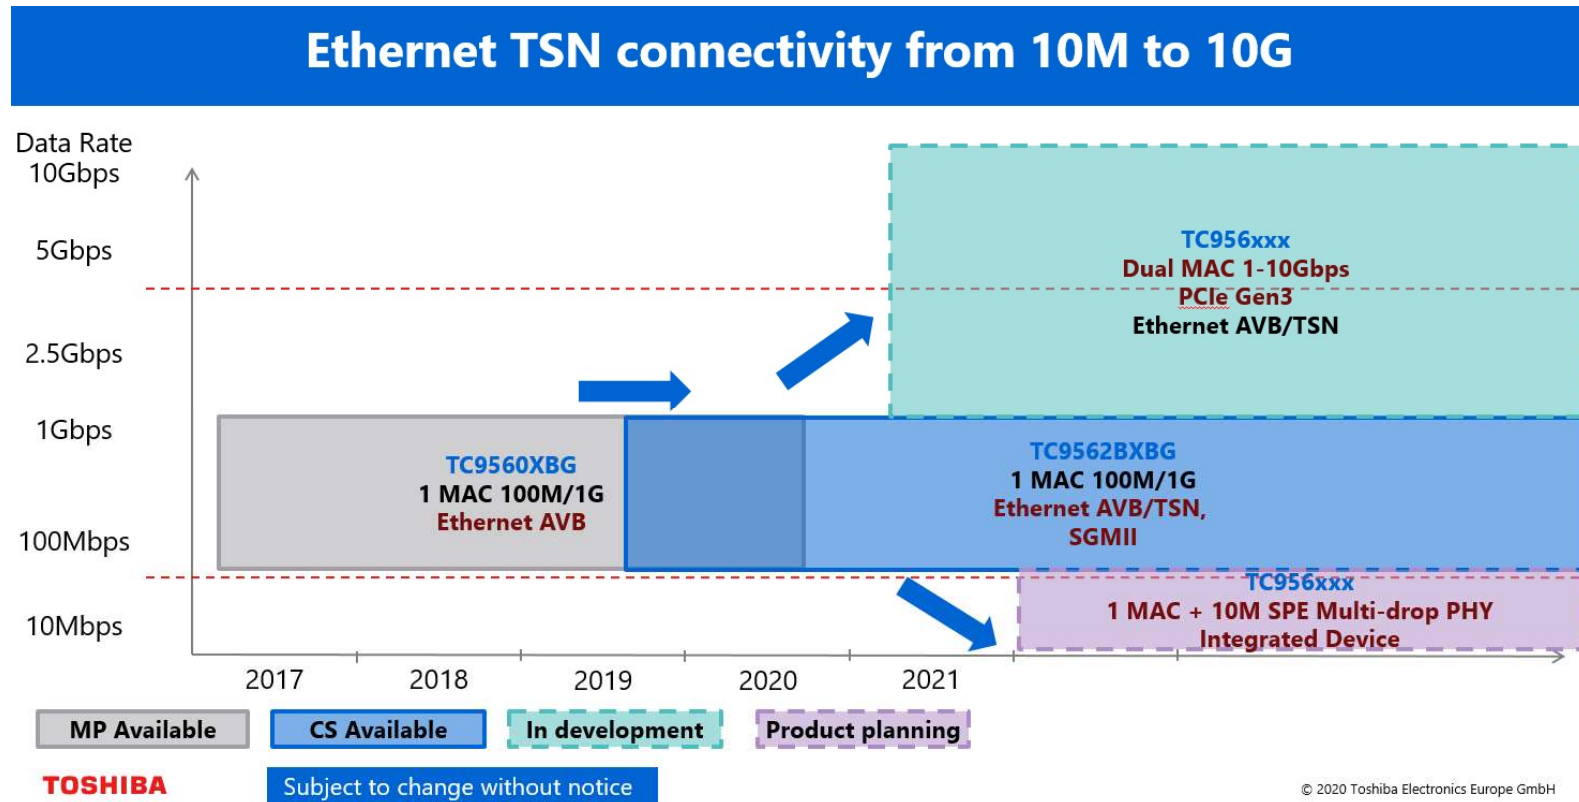 Ethernet TSN connectivity from 10M to 10G
Data Rate
10Gbps
5Gbps
2.5Gbps
1Gbps
100Mbps
10Mbps
TC956xxx
Dual MAC 1-10Gbps
PCIe Gen3
Ethernet AVB/TSN
TC9560XBG
1 MAC 100M/1G
Ethernet AVB
TC9562BXBG
1 MAC 100M/1G
Ethernet AVB/TSN,
SGMII
TC956xxx
1 MAC + 10M SPE Multi-drop PHY
Integrated Device
2017 2018 2019 2020 2021
MP Available CS Available In development Product planning
TOSHIBA Subject to change without notice © 2020 Toshiba Electronics Europe GmbH